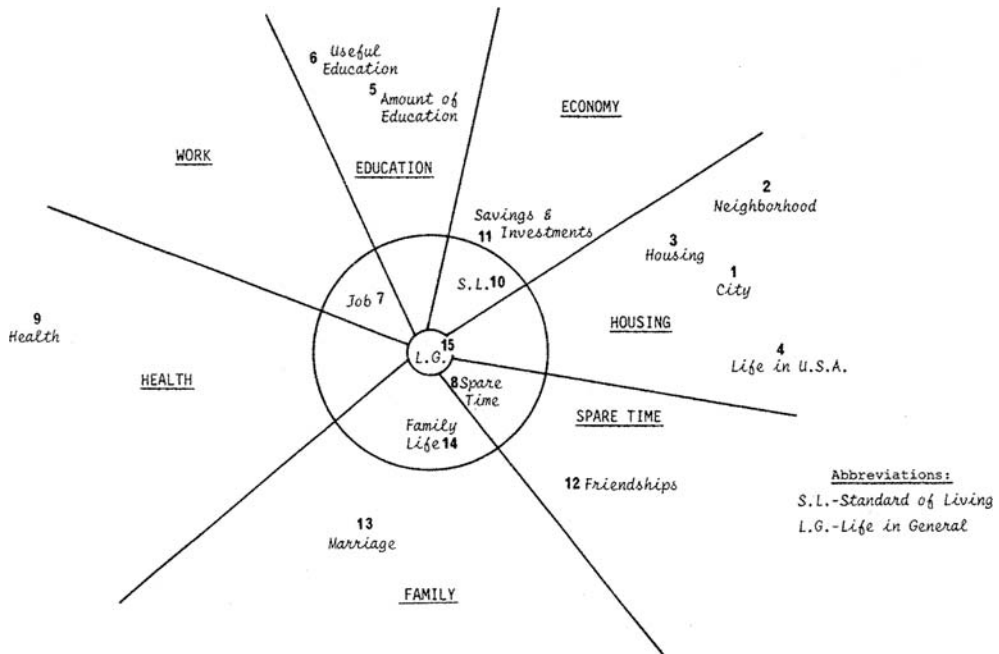 6 Useful
Education
5 Amount of
Education
ECONOMY
WORK
EDUCATION
2
Neighborhood
Savings &
11 Investments
3
Housing
1
City
S.L.10
Job 7
9
Health
HOUSING
15
L.G.
4
Life in U.S.A.
HEALTH
8 Spare
Time
SPARE TIME
Family
Life 14
12 Friendships
Abbreviations:
S.L.-Standard of Living
L.G.-Life in General
13
Marriage
FAMILY